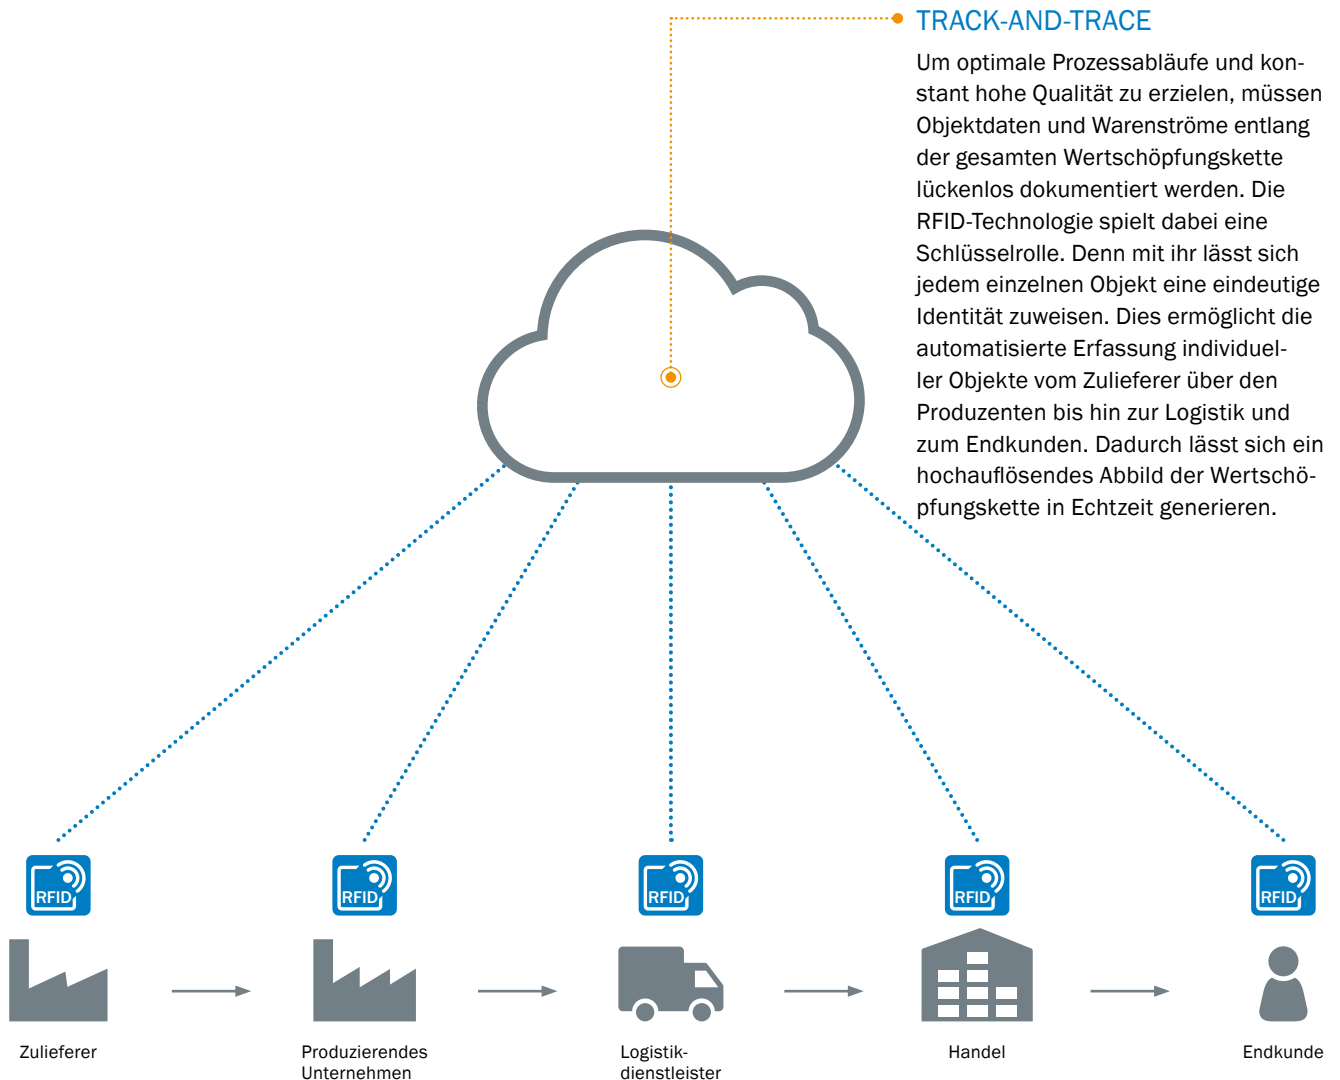 TRACK-AND-TRACE
Um optimale Prozessabläufe und kon-
stant hohe Qualität zu erzielen, müssen
Objektdaten und Warenströme entlang
der gesamten Wertschöpfungskette
lückenlos dokumentiert werden. Die
RFID-Technologie spielt dabei eine
Schlüsselrolle. Denn mit ihr lässt sich
jedem einzelnen Objekt eine eindeutige
Identität zuweisen. Dies ermöglicht die
automatisierte Erfassung individuel-
ler Objekte vom Zulieferer über den
Produzenten bis hin zur Logistik und
zum Endkunden. Dadurch lässt sich ein
hochauflösendes Abbild der Wertschö-
pfungskette in Echtzeit generieren.
RFID
RFID
RFID
RFID
RFID
Zulieferer
Produzierendes
Unternehmen
Logistik-
dienstleister
Handel
Endkunde